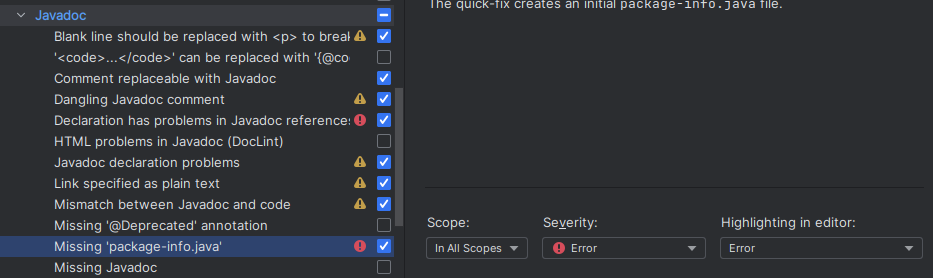 Javadoc
Blank line should be replaced with <p> to break
'<code>...</code>' can be replaced with '{@co
Comment replaceable with Javadoc
Dangling Javadoc comment
Declaration has problems in Javadoc references
HTML problems in Javadoc (DocLint)
Javadoc declaration problems
Link specified as plain text
Mismatch between Javadoc and code
Missing '@Deprecated' annotation
Missing 'package-info.java'
Missing Javadoc
The quick-fix creates an initial package-info.java file.
Scope:
Severity:
Highlighting in editor:
In All Scopes
Error
Error